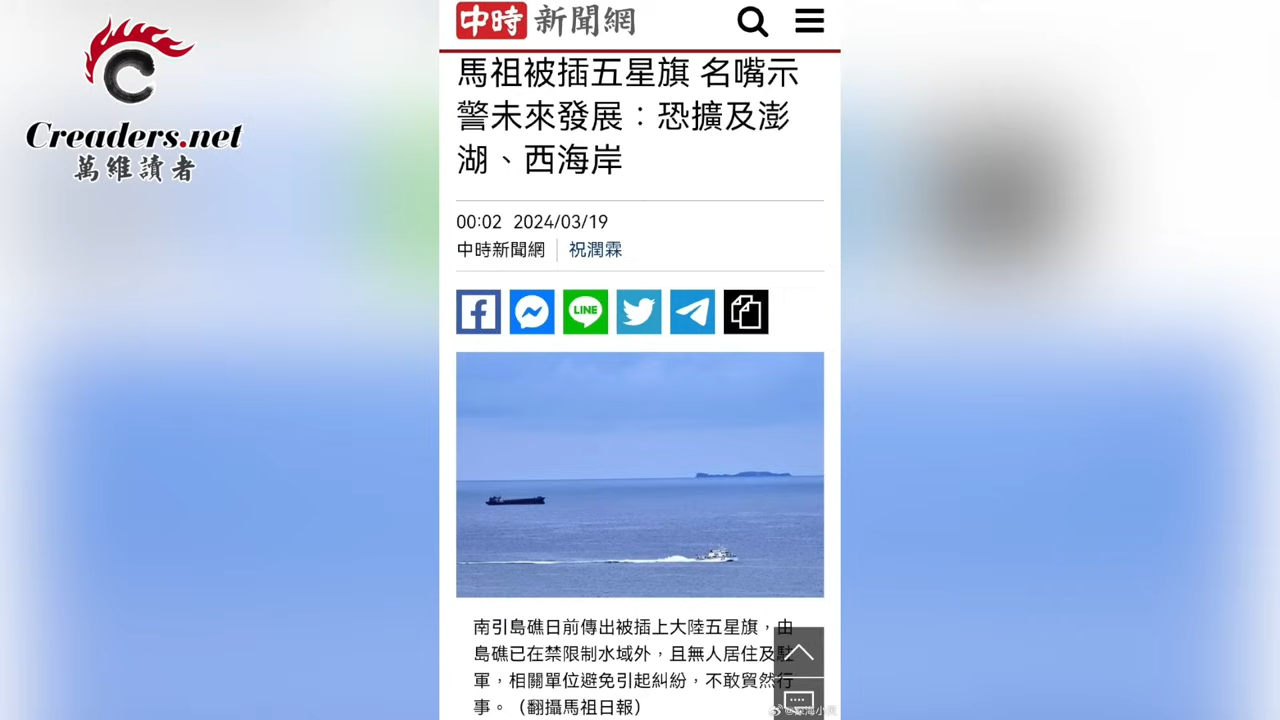 中時 新聞網
Creaders.net
萬維讀者
馬祖被插五星旗 名嘴示
警未來發展：恐擴及澎
湖、西海岸
00:02 2024/03/19
中時新聞網 祝潤霖
LINE
南引島礁日前傳出被插上大陸五星旗，由
島礁已在禁限制水域外，且無人居住及駐
軍，相關單位避免引起糾紛，不敢貿然行
事。（翻攝馬祖日報）